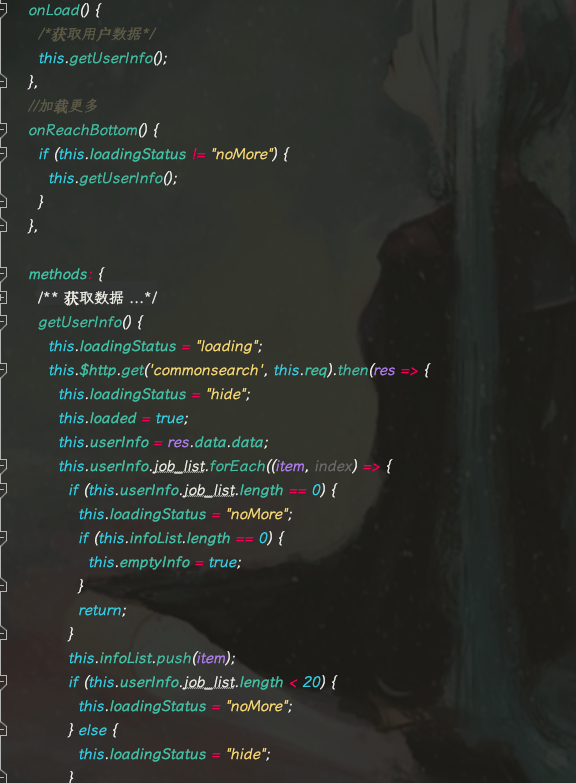 onLoad() {
/*获取用户数据*/
this.getUserInfo();
},
//加载更多
onReachBottom() {
if (this.loadingStatus != "noMore") {
this.getUserInfo();
}
},
methods: {
/** 获取数据 ...*/
getUserInfo() {
this.loadingStatus = "loading";
this.$http.get('commonsearch', this.req).then(res => {
this.loadingStatus = "hide";
this.loaded = true;
this.userInfo = res.data.data;
this.userInfo.job_list.forEach((item, index) => {
if (this.userInfo.job_list.length == 0) {
this.loadingStatus = "noMore";
if (this.infoList.length == 0) {
this.emptyInfo = true;
}
return;
}
this.infoList.push(item);
if (this.userInfo.job_list.length < 20) {
this.loadingStatus = "noMore";
} else {
this.loadingStatus = "hide";
}